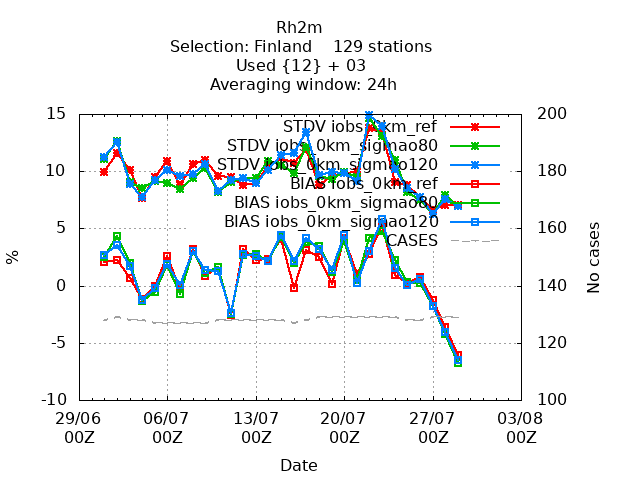 Rh2m
Selection: Finland 129 stations
Used {12} + 03
Averaging window: 24h
STDV iobs_0km_ref
STDV iobs_0km_sigmao80
STDV iobs_0km_sigmao120
BIAS iobs_0km_ref
BIAS iobs_0km_sigmao80
BIAS iobs_0km_sigmao120
CASES
15
10
5
0
-5
-10
%
200
180
160
140
120
100
No cases
29/06 06/07 13/07 20/07 27/07 03/08
00Z 00Z 00Z 00Z 00Z 00Z
Date